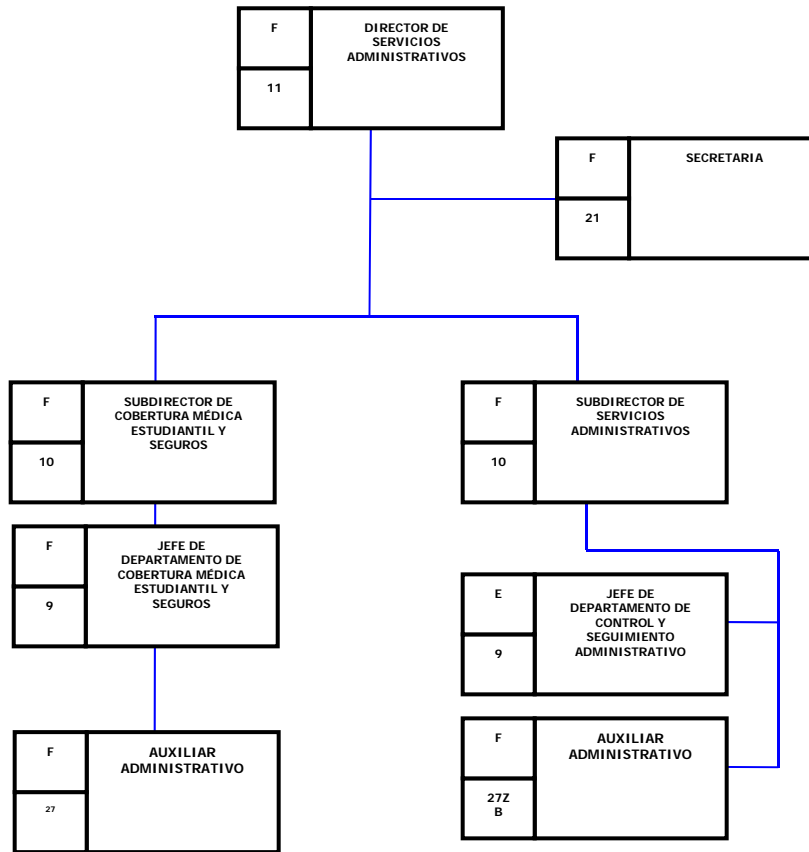 F
DIRECTOR DE
SERVICIOS
ADMINISTRATIVOS
11
F
SECRETARIA
21
F
SUBDIRECTOR DE
COBERTURA MÉDICA
ESTUDIANTIL Y
SEGUROS
10
F
SUBDIRECTOR DE
SERVICIOS
ADMINISTRATIVOS
10
F
JEFE DE
DEPARTAMENTO DE
COBERTURA MÉDICA
ESTUDIANTIL Y
SEGUROS
9
E
JEFE DE
DEPARTAMENTO DE
CONTROL Y
SEGUIMIENTO
ADMINISTRATIVO
9
F
AUXILIAR
ADMINISTRATIVO
27
F
AUXILIAR
ADMINISTRATIVO
27Z
B